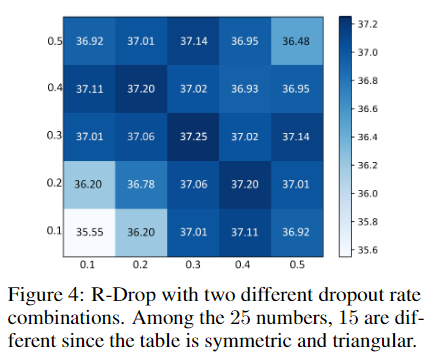 0.5 36.92 37.01 37.14 36.95 36.48
0.4 37.11 37.20 37.02 36.93 36.95
0.3 37.01 37.06 37.25 37.02 37.14
0.2 36.20 36.78 37.06 37.20 37.01
0.1 35.55 36.20 37.01 37.11 36.92
0.1 0.2 0.3 0.4 0.5
37.2
37.0
36.8
36.6
36.4
36.2
36.0
35.8
35.6
Figure 4: R-Drop with two different dropout rate
combinations. Among the 25 numbers, 15 are dif-
ferent since the table is symmetric and triangular.